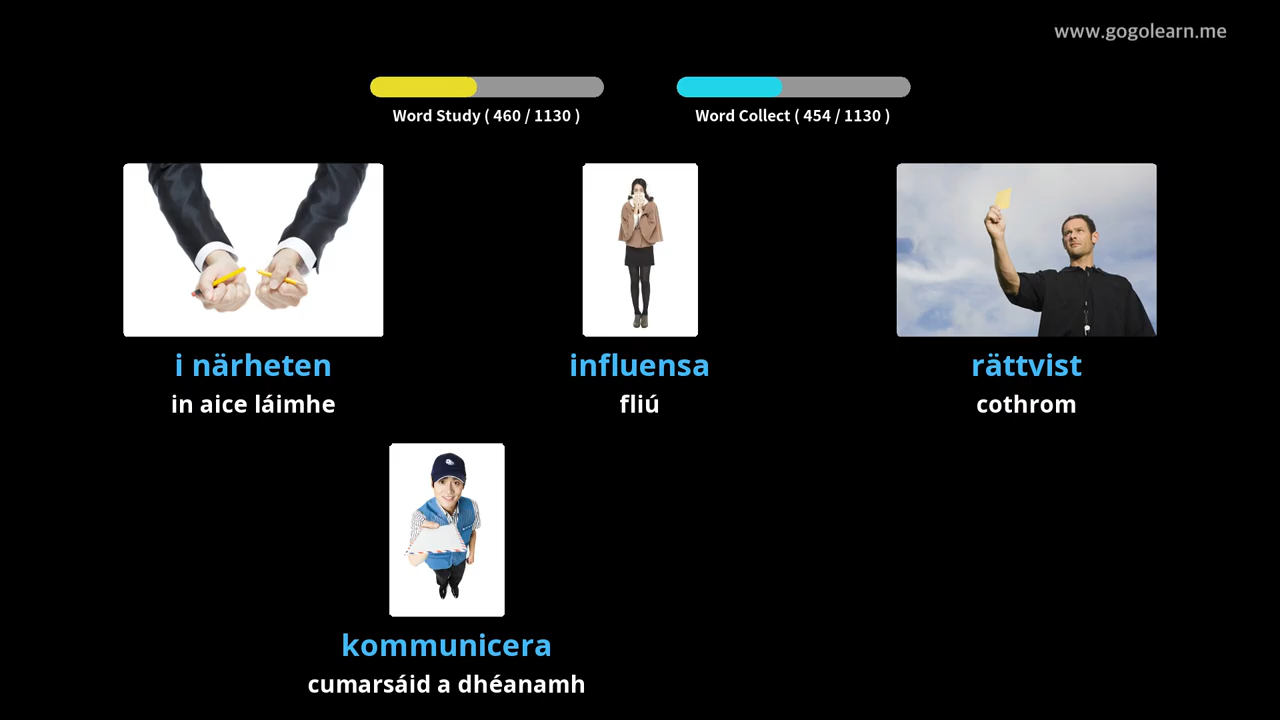 www.gogolearn.me
Word Study ( 460 / 1130 )
Word Collect ( 454 / 1130 )
i närheten
in aice láimhe
influensa
fliú
rättvist
cothrom
kommunicera
cumarsáid a dhéanamh